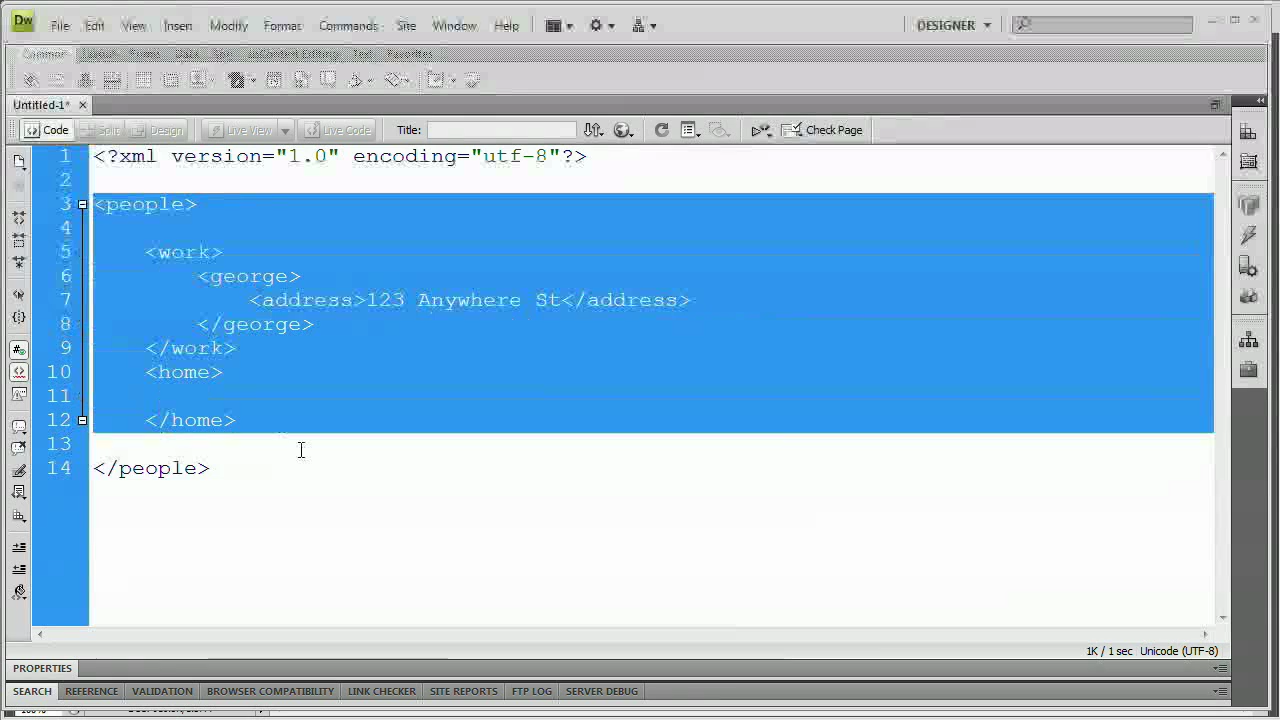 Dw File Edit View Insert Modify Format Commands Site Window Help DESIGNER
Common
Untitled-1* ×
Code Split Design Live View Live Code Title: Check Page
1 <?xml version="1.0" encoding="utf-8"?>
2
3 <people>
4
5 <work>
6 <george>
7 <address>123 Anywhere St</address>
8 </george>
9 </work>
10 <home>
11
12 </home>
13
14 </people>
1K / 1 sec Unicode (UTF-8)
PROPERTIES
SEARCH REFERENCE VALIDATION BROWSER COMPATIBILITY LINK CHECKER SITE REPORTS FTP LOG SERVER DEBUG